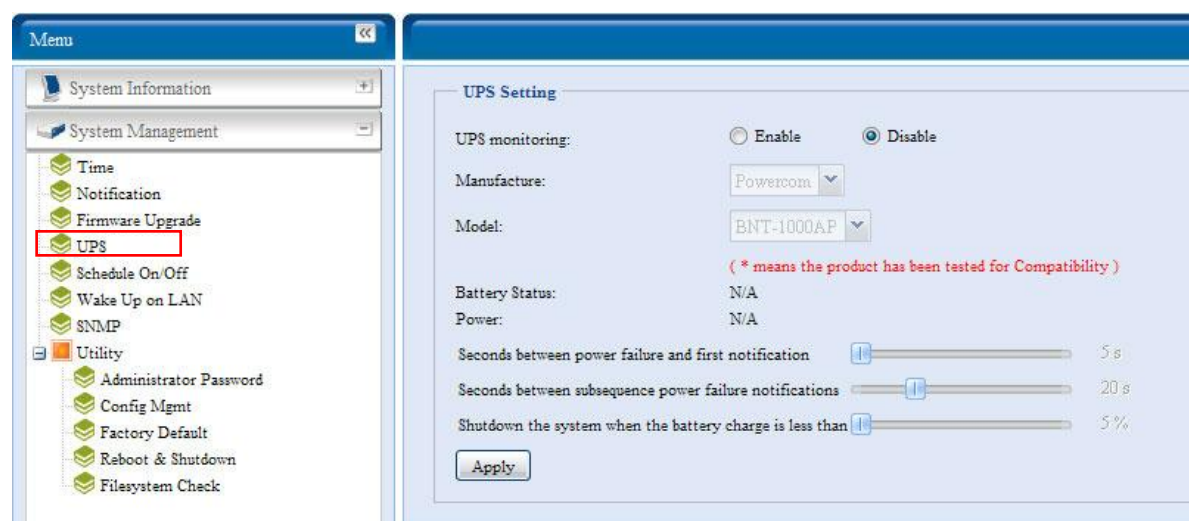 Menu
System Information
System Management
Time
Notification
Firmware Upgrade
UPS
Schedule On/Off
Wake Up on LAN
SNMP
Utility
Administrator Password
Config Mgmt
Factory Default
Reboot & Shutdown
Filesystem Check
UPS Setting
UPS monitoring: Enable Disable
Manufacture: Powercom
Model: BNT-1000AP
( * means the product has been tested for Compatibility )
Battery Status: N/A
Power: N/A
Seconds between power failure and first notification 5 s
Seconds between subsequence power failure notifications 20 s
Shutdown the system when the battery charge is less than 5 %
Apply